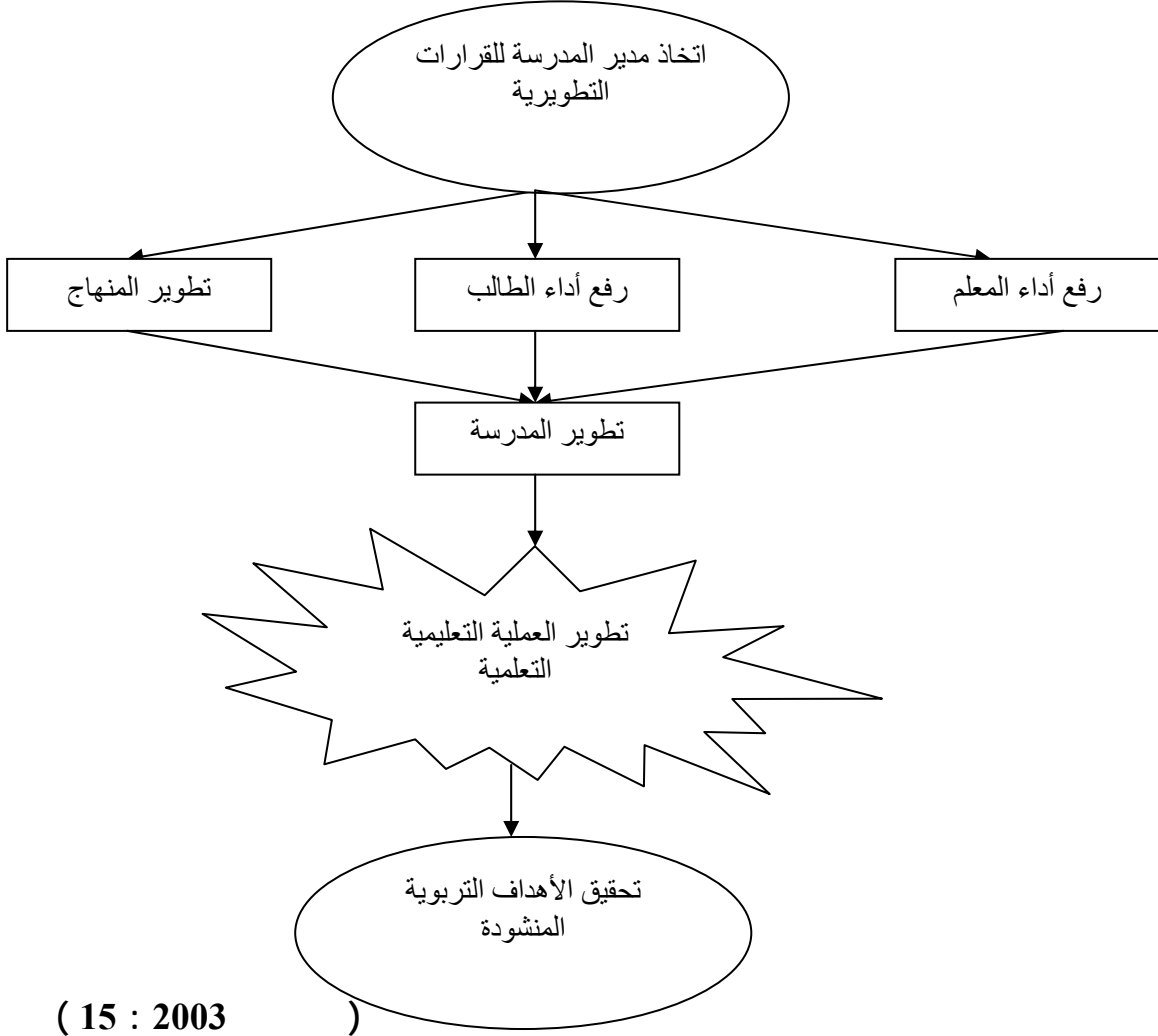 اتخاذ مدير المدرسة للقرارات
التطويرية
رفع أداء المعلم
رفع أداء الطالب
تطوير المنهاج
تطوير المدرسة
تطوير العملية التعليمية
التعلمية
تحقيق الأهداف التربوية
المنشودة
( 2003 : 15 )